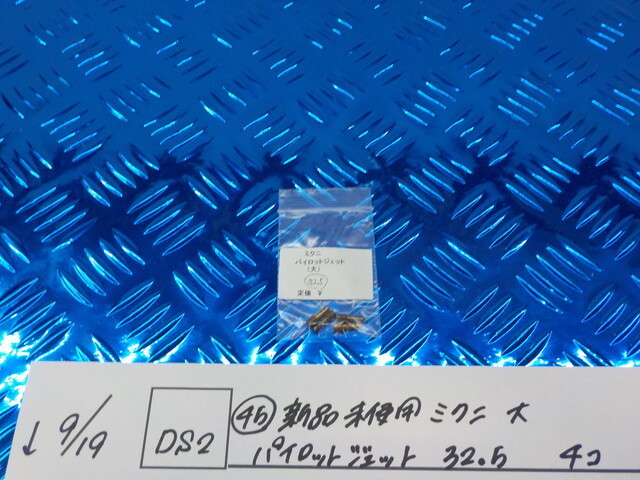 ミクニ
パイロットジェット
(大)
32.5
定価 ¥
↓ 9/19
DS2
45 新品 未使用 ミクニ 大
パイロットジェット 32.5 4コ